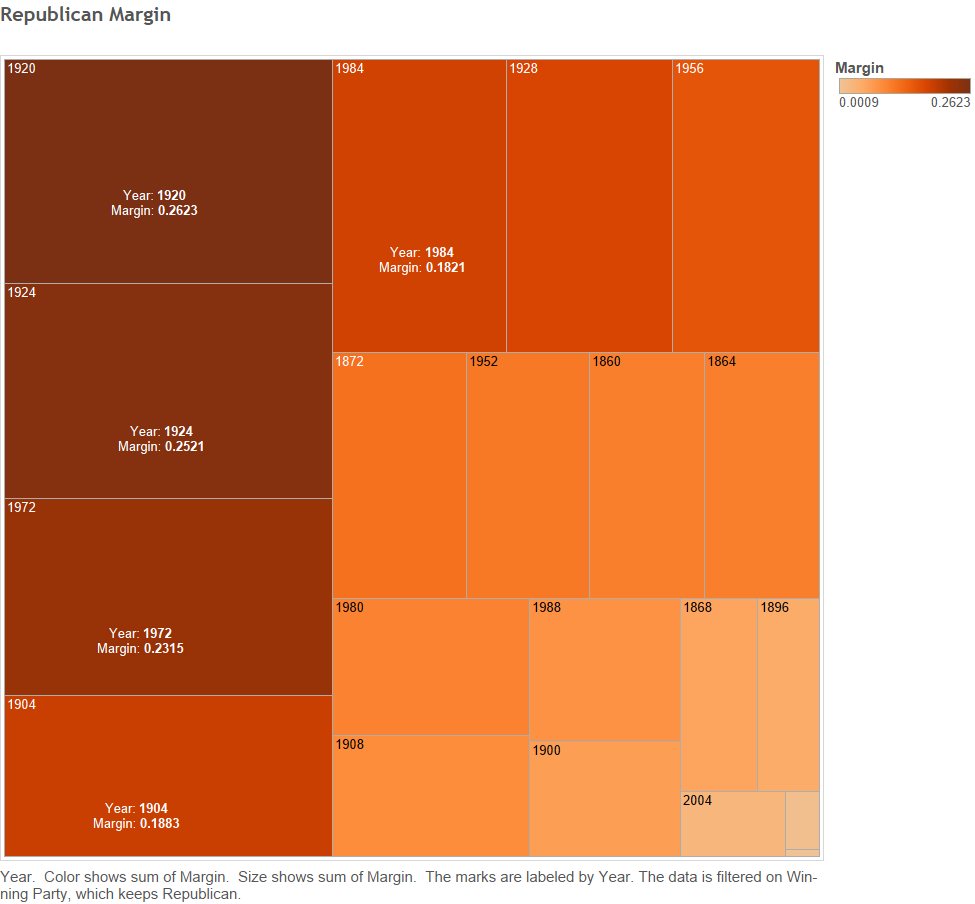 Republican Margin
Margin
0.0009 0.2623
1920
Year: 1920
Margin: 0.2623
1924
Year: 1924
Margin: 0.2521
1972
Year: 1972
Margin: 0.2315
1904
Year: 1904
Margin: 0.1883
1984
Year: 1984
Margin: 0.1821
1928
1956
1872
1952
1860
1864
1980
1988
1868
1896
1908
1900
2004
Year.  Color shows sum of Margin.  Size shows sum of Margin.  The marks are labeled by Year. The data is filtered on Win-
ning Party, which keeps Republican.